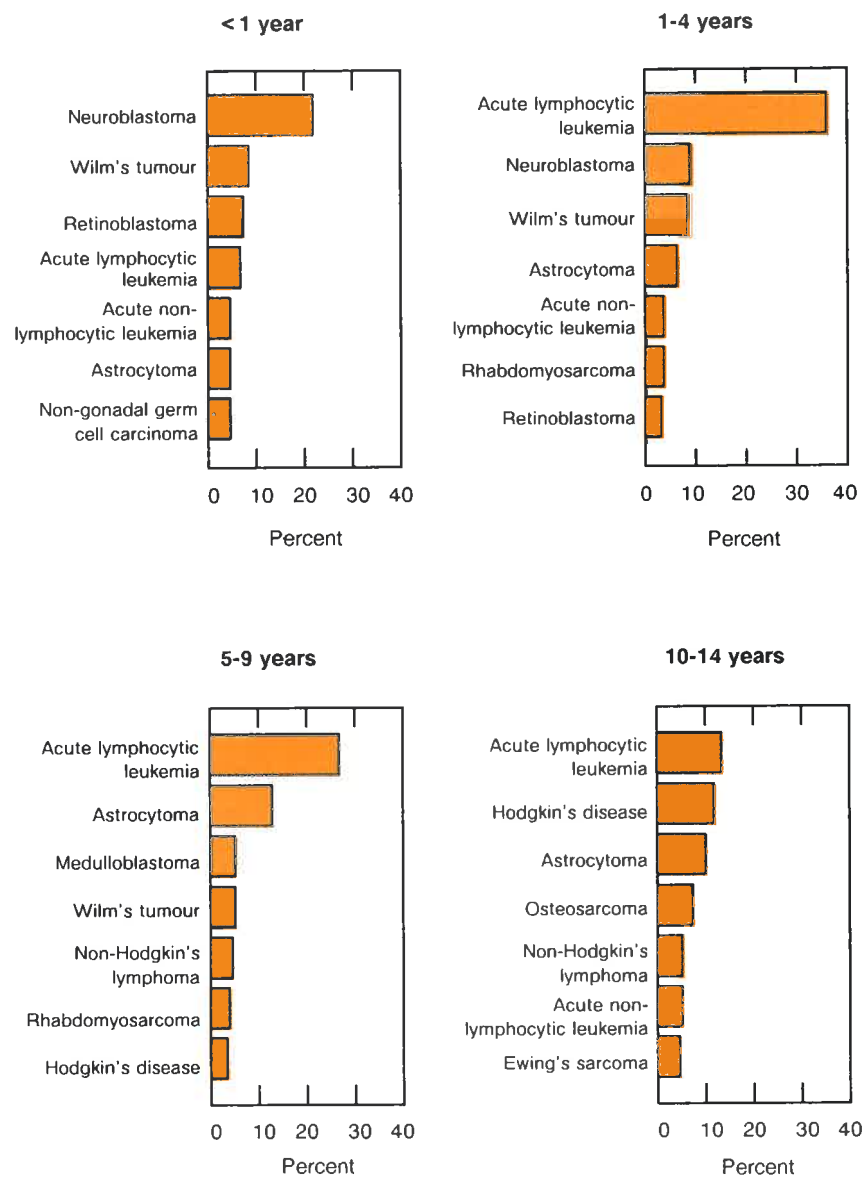 < 1 year
Neuroblastoma
Wilm's tumour
Retinoblastoma
Acute lymphocytic
leukemia
Acute non-
lymphocytic leukemia
Astrocytoma
Non-gonadal germ
cell carcinoma
0 10 20 30 40
Percent
1-4 years
Acute lymphocytic
leukemia
Neuroblastoma
Wilm's tumour
Astrocytoma
Acute non-
lymphocytic leukemia
Rhabdomyosarcoma
Retinoblastoma
0 10 20 30 40
Percent
5-9 years
Acute lymphocytic
leukemia
Astrocytoma
Medulloblastoma
Wilm's tumour
Non-Hodgkin's
lymphoma
Rhabdomyosarcoma
Hodgkin's disease
0 10 20 30 40
Percent
10-14 years
Acute lymphocytic
leukemia
Hodgkin's disease
Astrocytoma
Osteosarcoma
Non-Hodgkin's
lymphoma
Acute non-
lymphocytic leukemia
Ewing's sarcoma
0 10 20 30 40
Percent